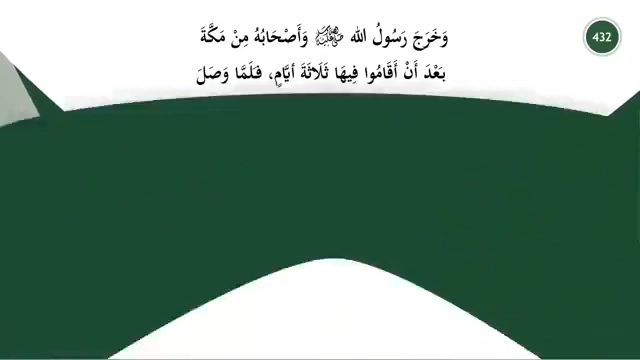 وَخَرَجَ رَسُولُ الله ﷺ وَأَصْحَابُهُ مِنْ مَكَّةَ
بَعْدَ أَنْ أَقَامُوا فِيهَا ثَلَاثَةَ أَيَّامٍ، فَلَمَّا وَصَلَ
432